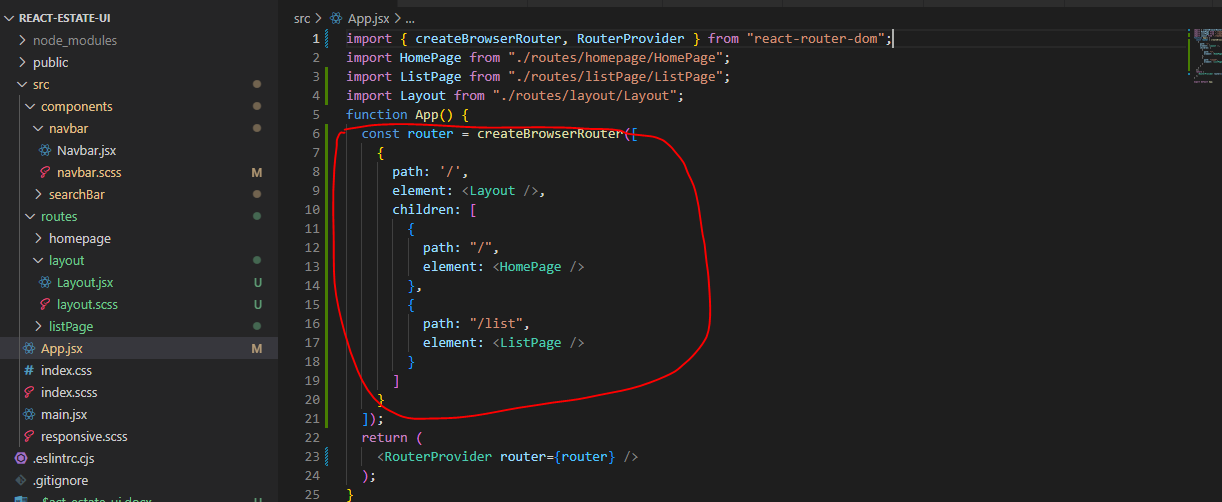 REACT-ESTATE-UI
node_modules
public
src
components
navbar
Navbar.jsx
navbar.scss M
searchBar
routes
homepage
layout
Layout.jsx U
layout.scss U
listPage
App.jsx M
index.css
index.scss
main.jsx
responsive.scss
.eslintrc.cjs
.gitignore
src > App.jsx > ...
1 import { createBrowserRouter, RouterProvider } from "react-router-dom";
2 import HomePage from "./routes/homepage/HomePage";
3 import ListPage from "./routes/listPage/ListPage";
4 import Layout from "./routes/layout/Layout";
5 function App() {
6 const router = createBrowserRouter([
7 {
8 path: '/',
9 element: <Layout />,
10 children: [
11 {
12 path: "/",
13 element: <HomePage />
14 },
15 {
16 path: "/list",
17 element: <ListPage />
18 }
19 ]
20 }
21 ]);
22 return (
23 <RouterProvider router={router} />
24 );
25 }